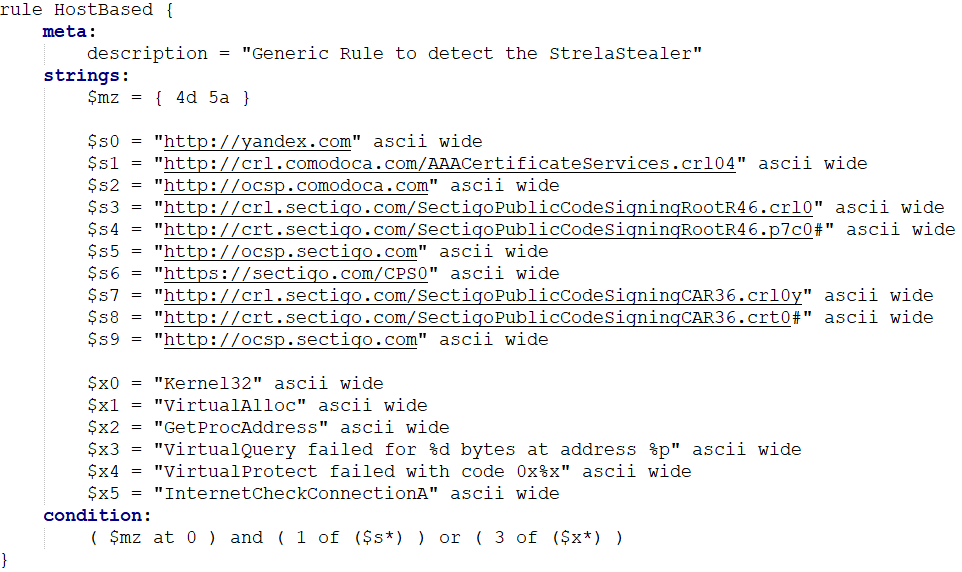 rule HostBased {
    meta:
        description = "Generic Rule to detect the StrelaStealer"
    strings:
        $mz = { 4d 5a }

        $s0 = "http://yandex.com" ascii wide
        $s1 = "http://crl.comodoca.com/AAACertificateServices.crl04" ascii wide
        $s2 = "http://ocsp.comodoca.com" ascii wide
        $s3 = "http://crl.sectigo.com/SectigoPublicCodeSigningRootR46.crl0" ascii wide
        $s4 = "http://crt.sectigo.com/SectigoPublicCodeSigningRootR46.p7c0#" ascii wide
        $s5 = "http://ocsp.sectigo.com" ascii wide
        $s6 = "https://sectigo.com/CPS0" ascii wide
        $s7 = "http://crl.sectigo.com/SectigoPublicCodeSigningCAR36.crl0y" ascii wide
        $s8 = "http://crt.sectigo.com/SectigoPublicCodeSigningCAR36.crt0#" ascii wide
        $s9 = "http://ocsp.sectigo.com" ascii wide

        $x0 = "Kernel32" ascii wide
        $x1 = "VirtualAlloc" ascii wide
        $x2 = "GetProcAddress" ascii wide
        $x3 = "VirtualQuery failed for %d bytes at address %p" ascii wide
        $x4 = "VirtualProtect failed with code 0x%x" ascii wide
        $x5 = "InternetCheckConnectionA" ascii wide
    condition:
        ( $mz at 0 ) and ( 1 of ($s*) ) or ( 3 of ($x*) )
}